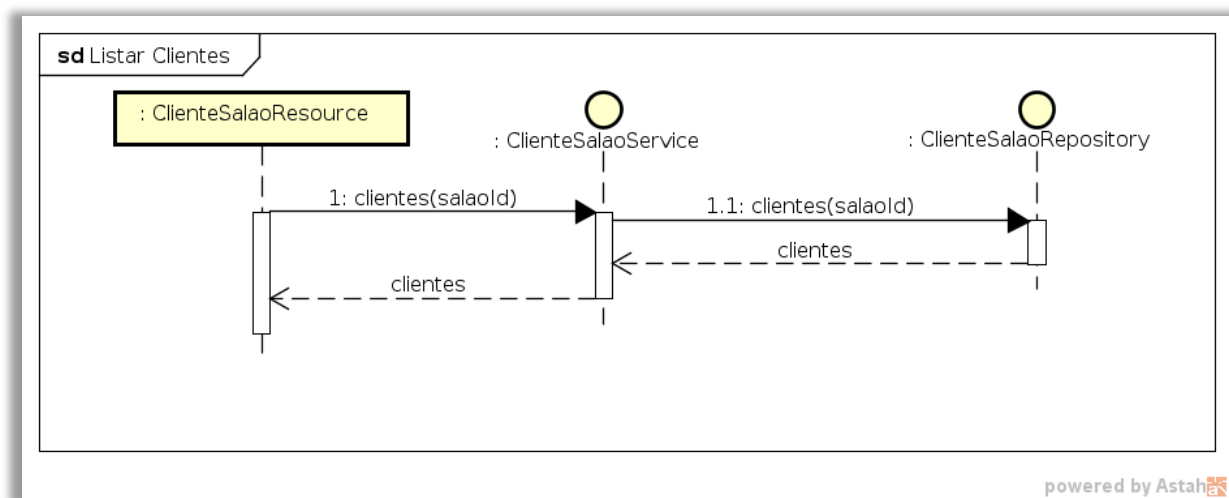 sd Listar Clientes
: ClienteSalaoResource
: ClienteSalaoService
: ClienteSalaoRepository
1: clientes(salaoId)
1.1: clientes(salaoId)
clientes
clientes
powered by Astah